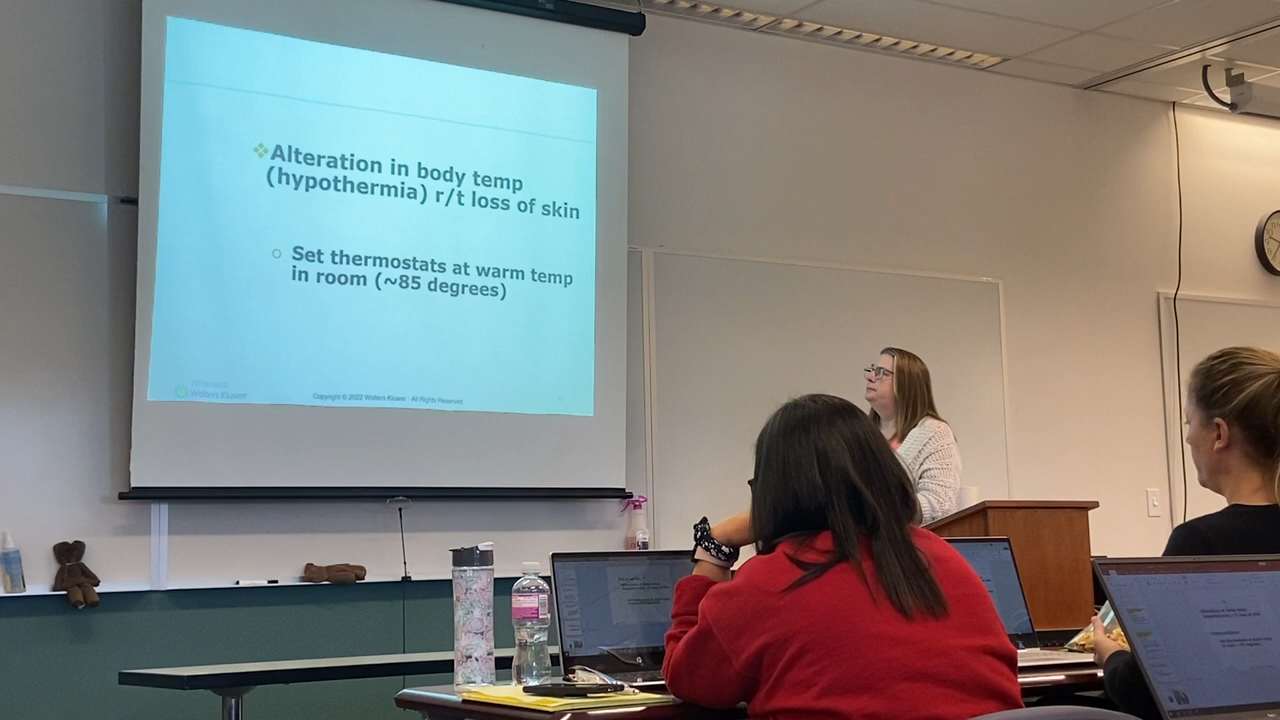 Alteration in body temp
(hypothermia) r/t loss of skin
Set thermostats at warm temp
in room (~85 degrees)
Wolters Kluwer
Copyright © 2022 Wolters Kluwer · All Rights Reserved